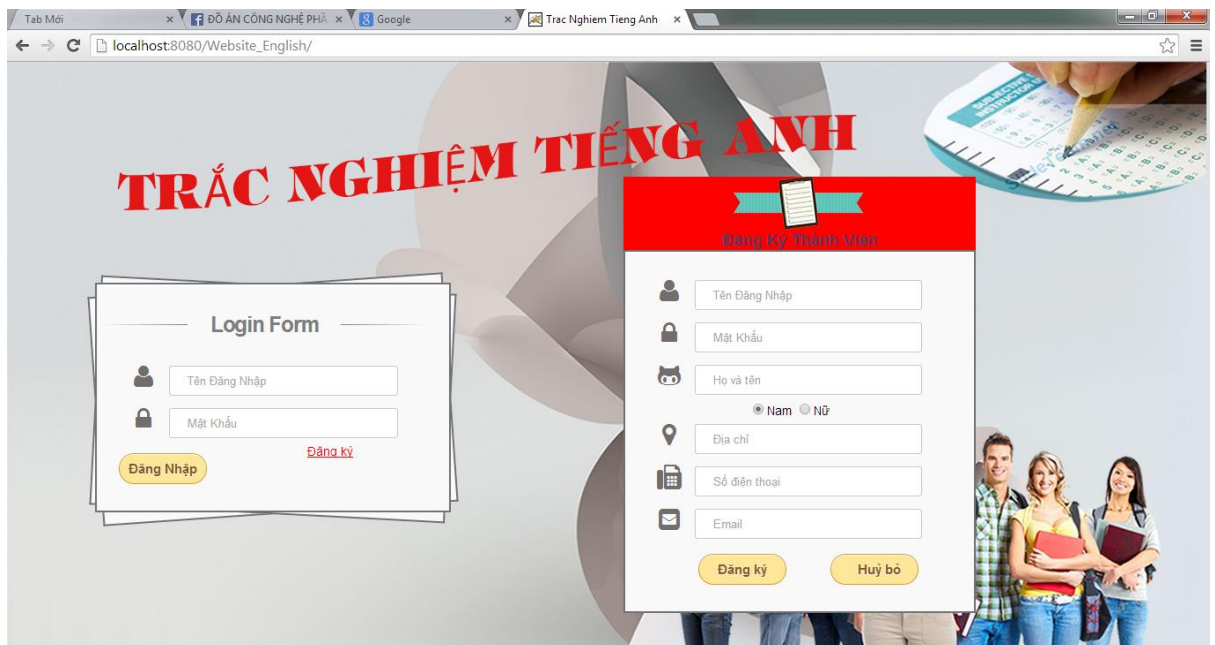 Tab Mới
ĐỒ ÁN CÔNG NGHỆ PHẦ
Google
Trac Nghiem Tieng Anh
localhost:8080/Website_English/
TRẮC NGHIỆM TIẾNG ANH
Login Form
Tên Đăng Nhập
Mật Khẩu
Đăng ký
Đăng Nhập
Đăng Ký Thành Viên
Tên Đăng Nhập
Mật Khẩu
Họ và tên
Nam Nữ
Địa chỉ
Số điện thoại
Email
Đăng ký Huỷ bỏ